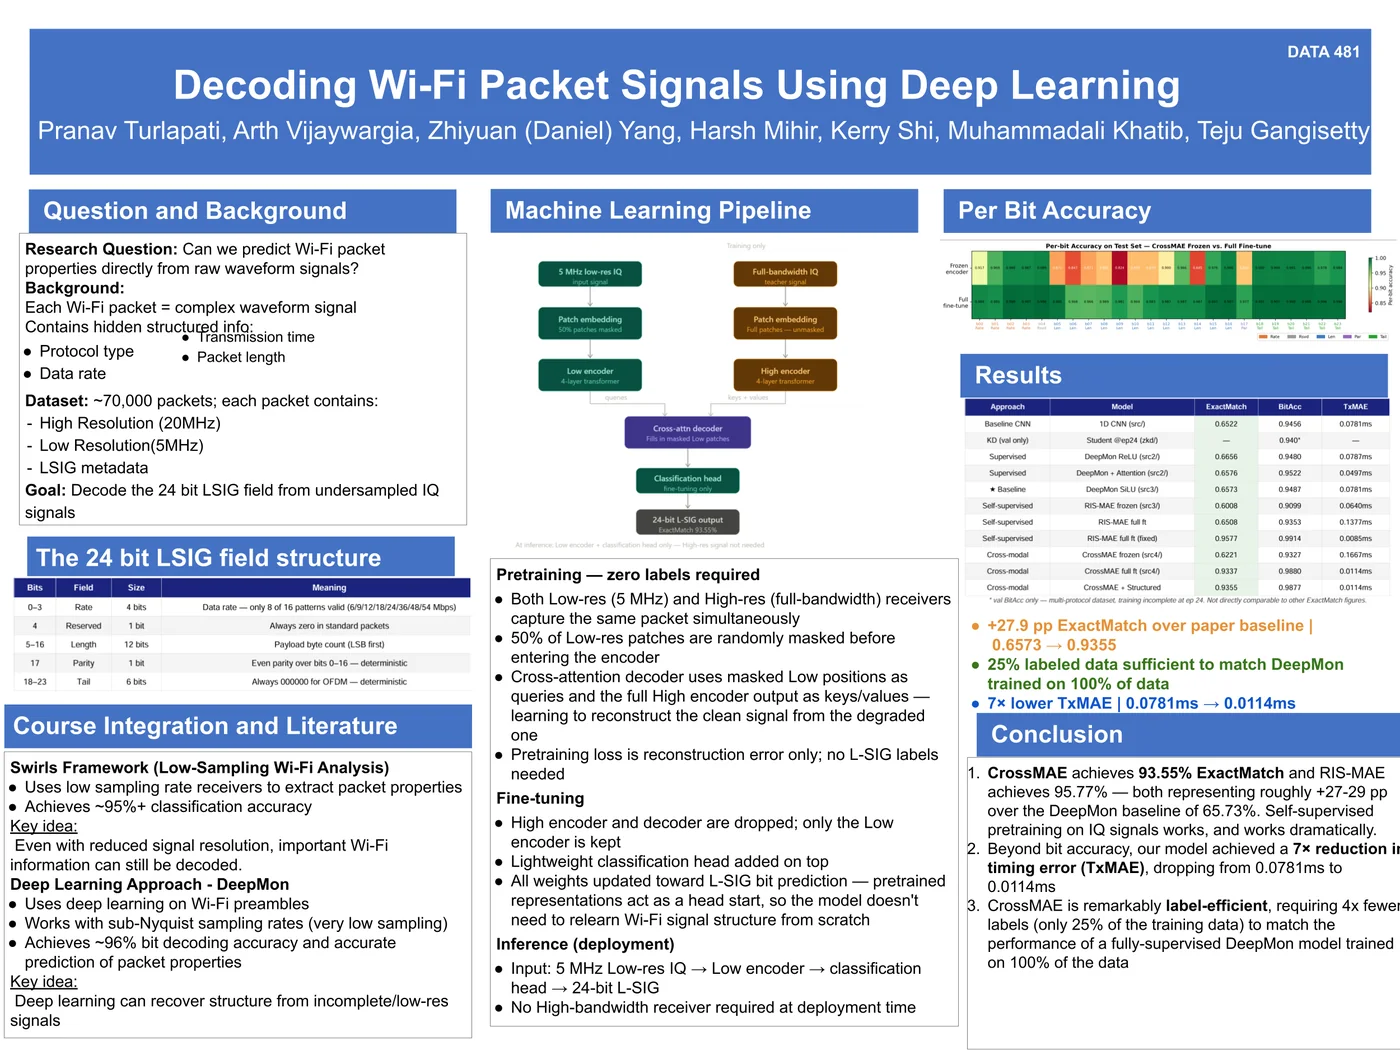 DATA 481
Decoding Wi-Fi Packet Signals Using Deep Learning
Pranav Turlapati, Arth Vijaywargia, Zhiyuan (Daniel) Yang, Harsh Mihir, Kerry Shi, Muhammadali Khatib, Teju Gangisetty
Question and Background
Research Question: Can we predict Wi-Fi packet
properties directly from raw waveform signals?
Background:
Each Wi-Fi packet = complex waveform signal
Contains hidden structured info:
● Protocol type
● Data rate
● Transmission time
● Packet length
Dataset: ~70,000 packets; each packet contains:
- High Resolution (20MHz)
- Low Resolution(5MHz)
- LSIG metadata
Goal: Decode the 24 bit LSIG field from undersampled IQ
signals
The 24 bit LSIG field structure
Bits Field Size Meaning
0–3 Rate 4 bits Data rate — only 8 of 16 patterns valid (6/9/12/18/24/36/48/54 Mbps)
4 Reserved 1 bit Always zero in standard packets
5–16 Length 12 bits Payload byte count (LSB first)
17 Parity 1 bit Even parity over bits 0–16 — deterministic
18–23 Tail 6 bits Always 000000 for OFDM — deterministic
Course Integration and Literature
Swirls Framework (Low-Sampling Wi-Fi Analysis)
● Uses low sampling rate receivers to extract packet properties
● Achieves ~95%+ classification accuracy
Key idea:
Even with reduced signal resolution, important Wi-Fi
information can still be decoded.
Deep Learning Approach - DeepMon
● Uses deep learning on Wi-Fi preambles
● Works with sub-Nyquist sampling rates (very low sampling)
● Achieves ~96% bit decoding accuracy and accurate
prediction of packet properties
Key idea:
Deep learning can recover structure from incomplete/low-res
signals
Machine Learning Pipeline
Training only
5 MHz low-res IQ
input signal
Full-bandwidth IQ
teacher signal
Patch embedding
50% patches masked
Patch embedding
Full patches — unmasked
Low encoder
4-layer transformer
High encoder
4-layer transformer
queries
keys + values
Cross-attn decoder
Fills in masked Low patches
Classification head
fine-tuning only
24-bit L-SIG output
ExactMatch 93.55%
At inference: Low encoder + classification head only — High-res signal not needed
Pretraining — zero labels required
● Both Low-res (5 MHz) and High-res (full-bandwidth) receivers
capture the same packet simultaneously
● 50% of Low-res patches are randomly masked before
entering the encoder
● Cross-attention decoder uses masked Low positions as
queries and the full High encoder output as keys/values —
learning to reconstruct the clean signal from the degraded
one
● Pretraining loss is reconstruction error only; no L-SIG labels
needed
Fine-tuning
● High encoder and decoder are dropped; only the Low
encoder is kept
● Lightweight classification head added on top
● All weights updated toward L-SIG bit prediction — pretrained
representations act as a head start, so the model doesn't
need to relearn Wi-Fi signal structure from scratch
Inference (deployment)
● Input: 5 MHz Low-res IQ → Low encoder → classification
head → 24-bit L-SIG
● No High-bandwidth receiver required at deployment time
Per Bit Accuracy
Per-bit Accuracy on Test Set — CrossMAE Frozen vs. Full Fine-tune
Frozen
encoder
Full
fine-tune
1.00
0.95
0.90
0.85
Per-bit accuracy
Rate Rsvd Len Par Tail
Results
Approach Model ExactMatch BitAcc TxMAE
Baseline CNN 1D CNN (src/) 0.6522 0.9456 0.0781ms
KD (val only) Student @ep24 (zkd/) — 0.940* —
Supervised DeepMon ReLU (src2/) 0.6656 0.9480 0.0787ms
Supervised DeepMon + Attention (src2/) 0.6576 0.9522 0.0497ms
★ Baseline DeepMon SiLU (src3/) 0.6573 0.9487 0.0781ms
Self-supervised RIS-MAE frozen (src3/) 0.6008 0.9099 0.0640ms
Self-supervised RIS-MAE full ft 0.6508 0.9353 0.1377ms
Self-supervised RIS-MAE full ft (fixed) 0.9577 0.9914 0.0085ms
Cross-modal CrossMAE frozen (src4/) 0.6221 0.9327 0.1667ms
Cross-modal CrossMAE full ft (src4/) 0.9337 0.9880 0.0114ms
Cross-modal CrossMAE + Structured 0.9355 0.9877 0.0114ms
* val BitAcc only — multi-protocol dataset, training incomplete at ep 24. Not directly comparable to other ExactMatch figures.
● +27.9 pp ExactMatch over paper baseline |
0.6573 → 0.9355
● 25% labeled data sufficient to match DeepMon
trained on 100% of data
● 7× lower TxMAE | 0.0781ms → 0.0114ms
Conclusion
1. CrossMAE achieves 93.55% ExactMatch and RIS-MAE
achieves 95.77% — both representing roughly +27-29 pp
over the DeepMon baseline of 65.73%. Self-supervised
pretraining on IQ signals works, and works dramatically.
2. Beyond bit accuracy, our model achieved a 7× reduction in
timing error (TxMAE), dropping from 0.0781ms to
0.0114ms
3. CrossMAE is remarkably label-efficient, requiring 4x fewer
labels (only 25% of the training data) to match the
performance of a fully-supervised DeepMon model trained
on 100% of the data